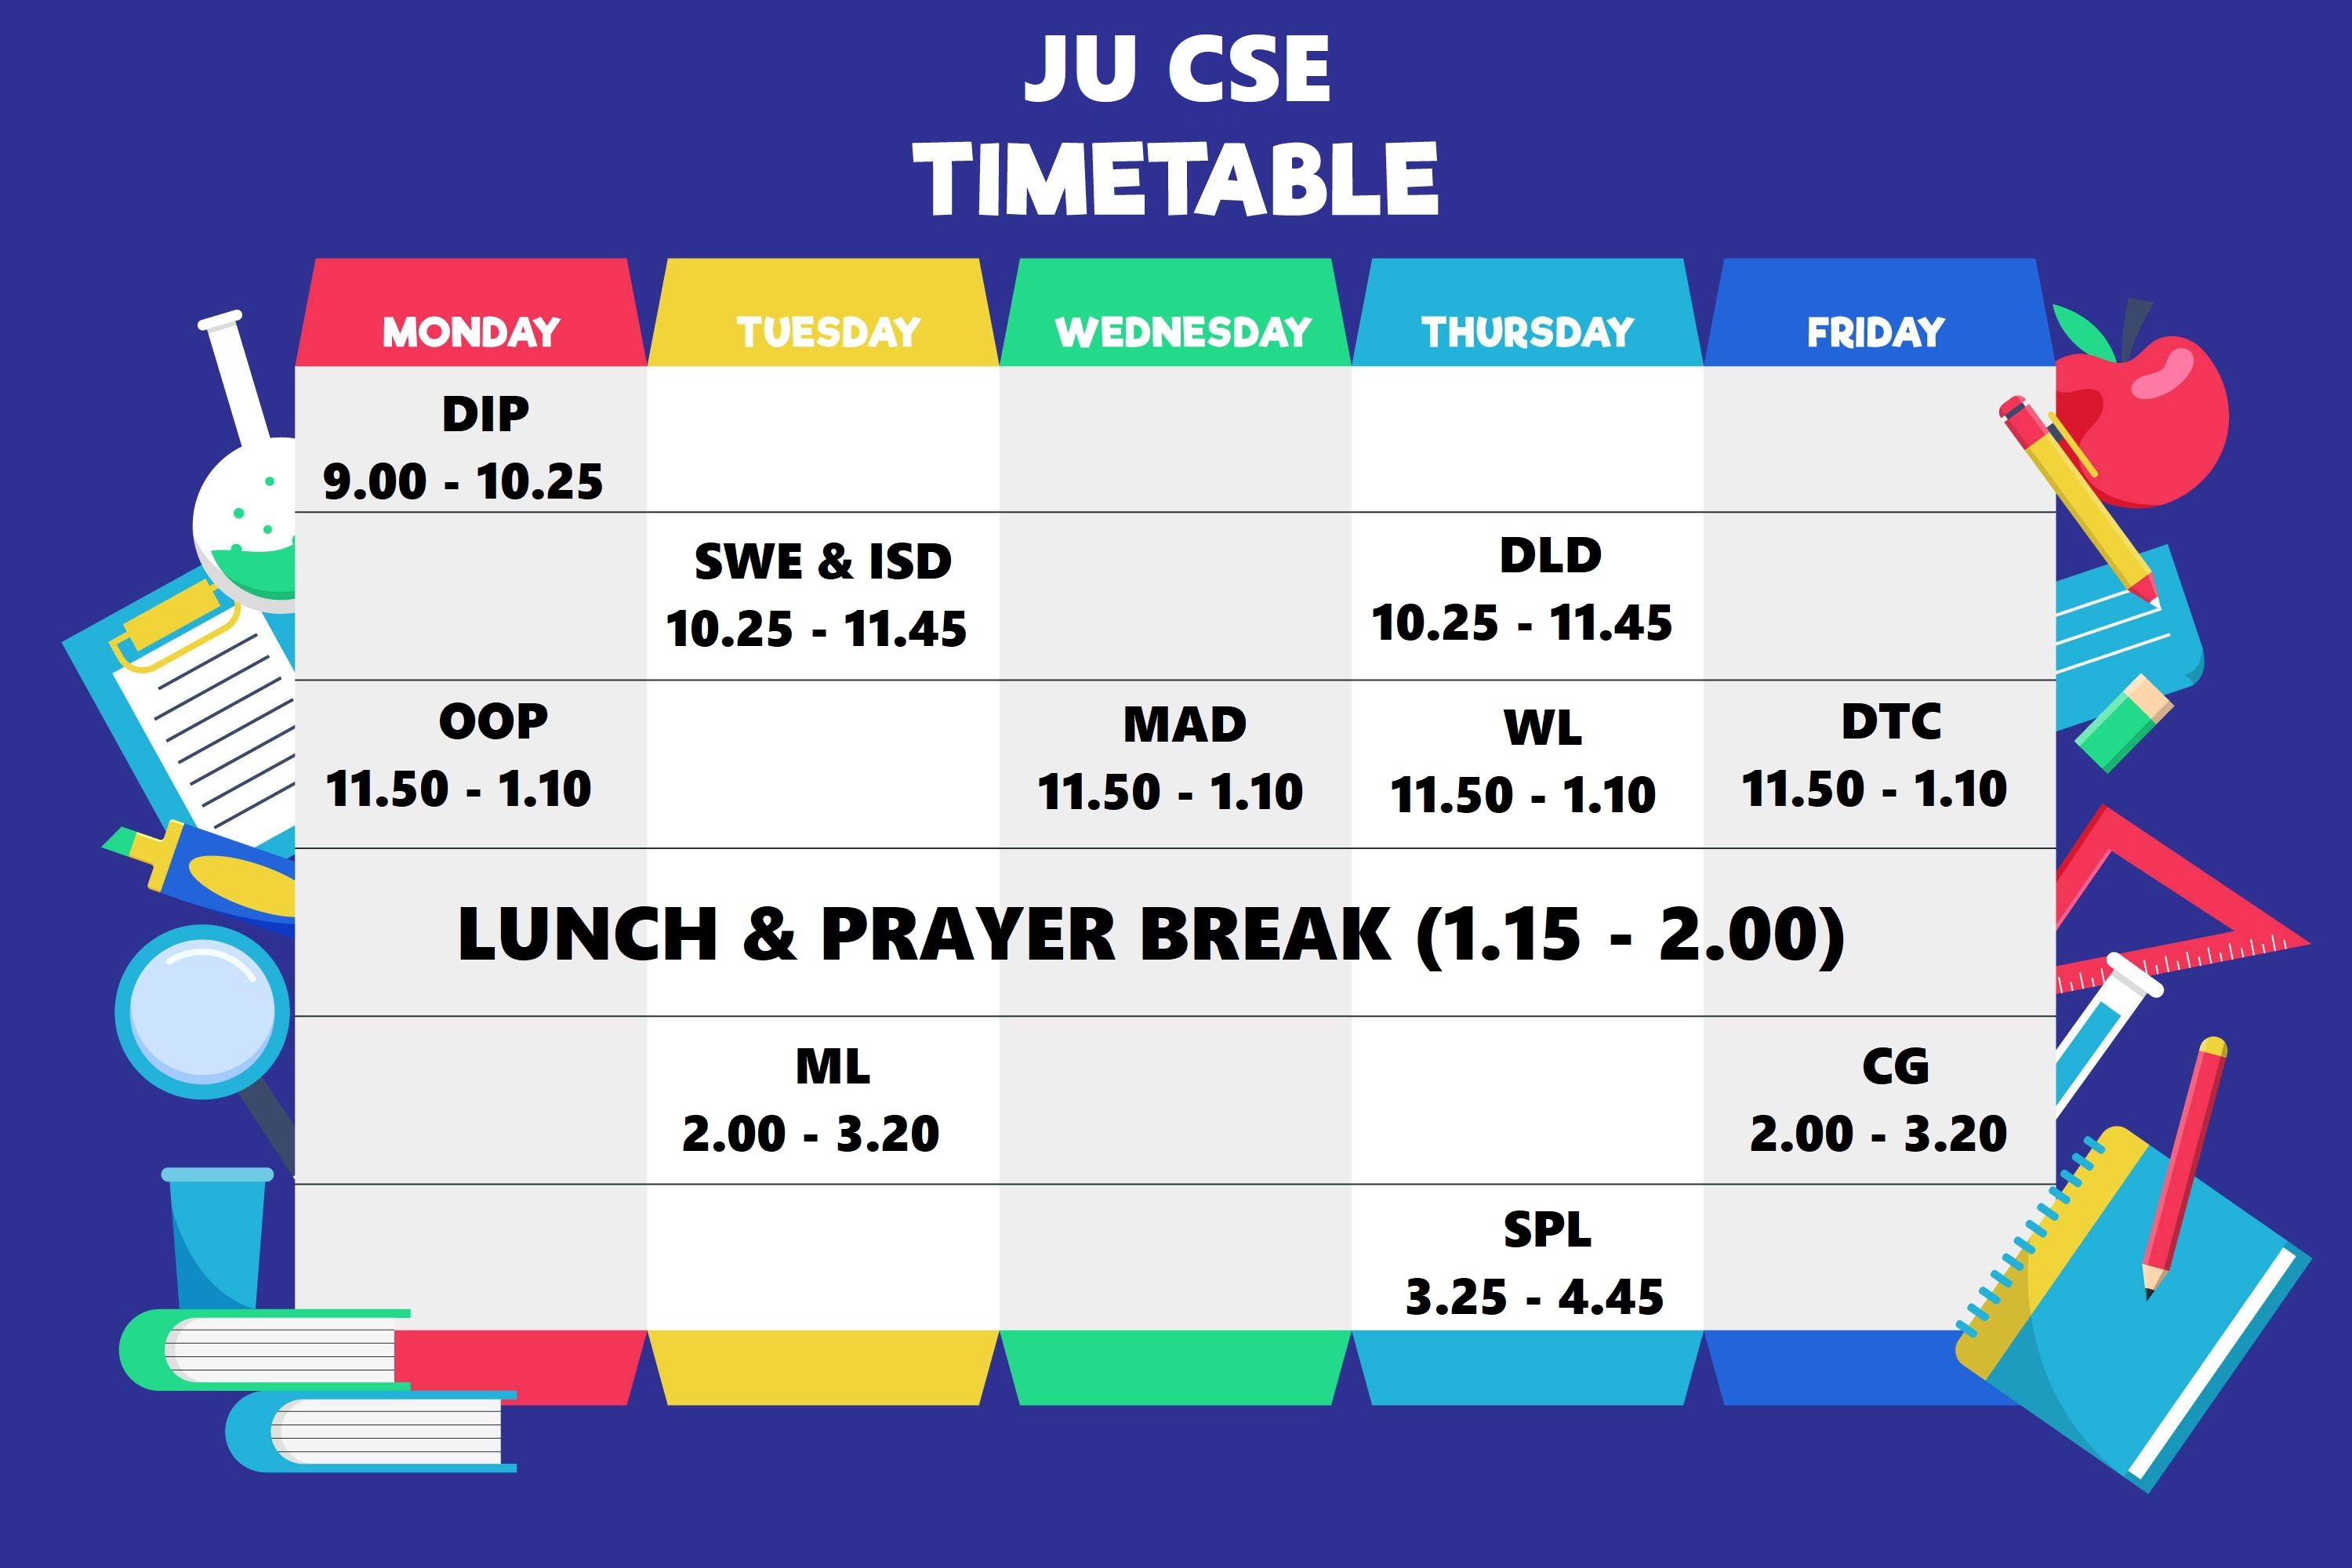 JU CSE
TIMETABLE
MONDAY TUESDAY WEDNESDAY THURSDAY FRIDAY
DIP
9.00 - 10.25
SWE & ISD DLD
10.25 - 11.45 10.25 - 11.45
OOP MAD WL DTC
11.50 - 1.10 11.50 - 1.10 11.50 - 1.10 11.50 - 1.10
LUNCH & PRAYER BREAK (1.15 - 2.00)
ML CG
2.00 - 3.20 2.00 - 3.20
SPL
3.25 - 4.45